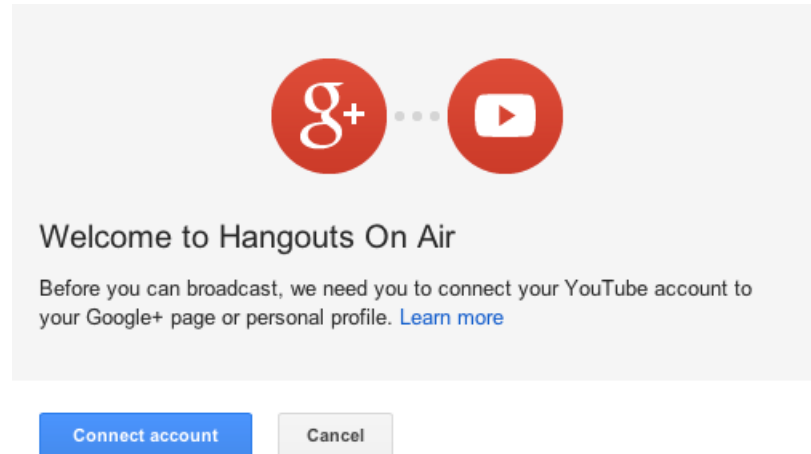 g+
Welcome to Hangouts On Air
Before you can broadcast, we need you to connect your YouTube account to
your Google+ page or personal profile. Learn more
Connect account Cancel